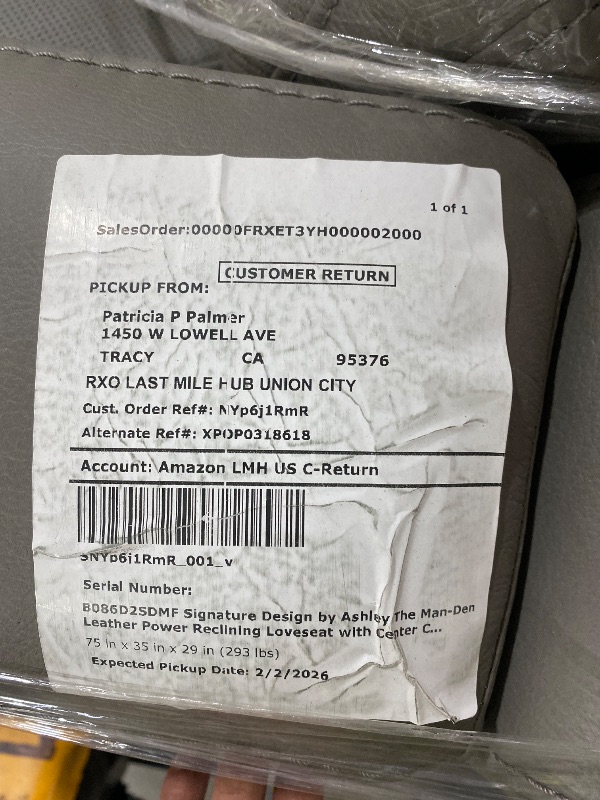 1 of 1
SalesOrder:00000FRXET3YH000002000
CUSTOMER RETURN
PICKUP FROM:
Patricia P Palmer
1450 W LOWELL AVE
TRACY CA 95376
RXO LAST MILE HUB UNION CITY
Cust. Order Ref#: NYp6j1RmR
Alternate Ref#: XPOP0318618
Account: Amazon LMH US C-Return
SNYp6j1RmR_001_v
Serial Number:
B086D2SDMF Signature Design by Ashley The Man-Den
Leather Power Reclining Loveseat with Center C...
75 in x 35 in x 29 in (293 lbs)
Expected Pickup Date: 2/2/2026